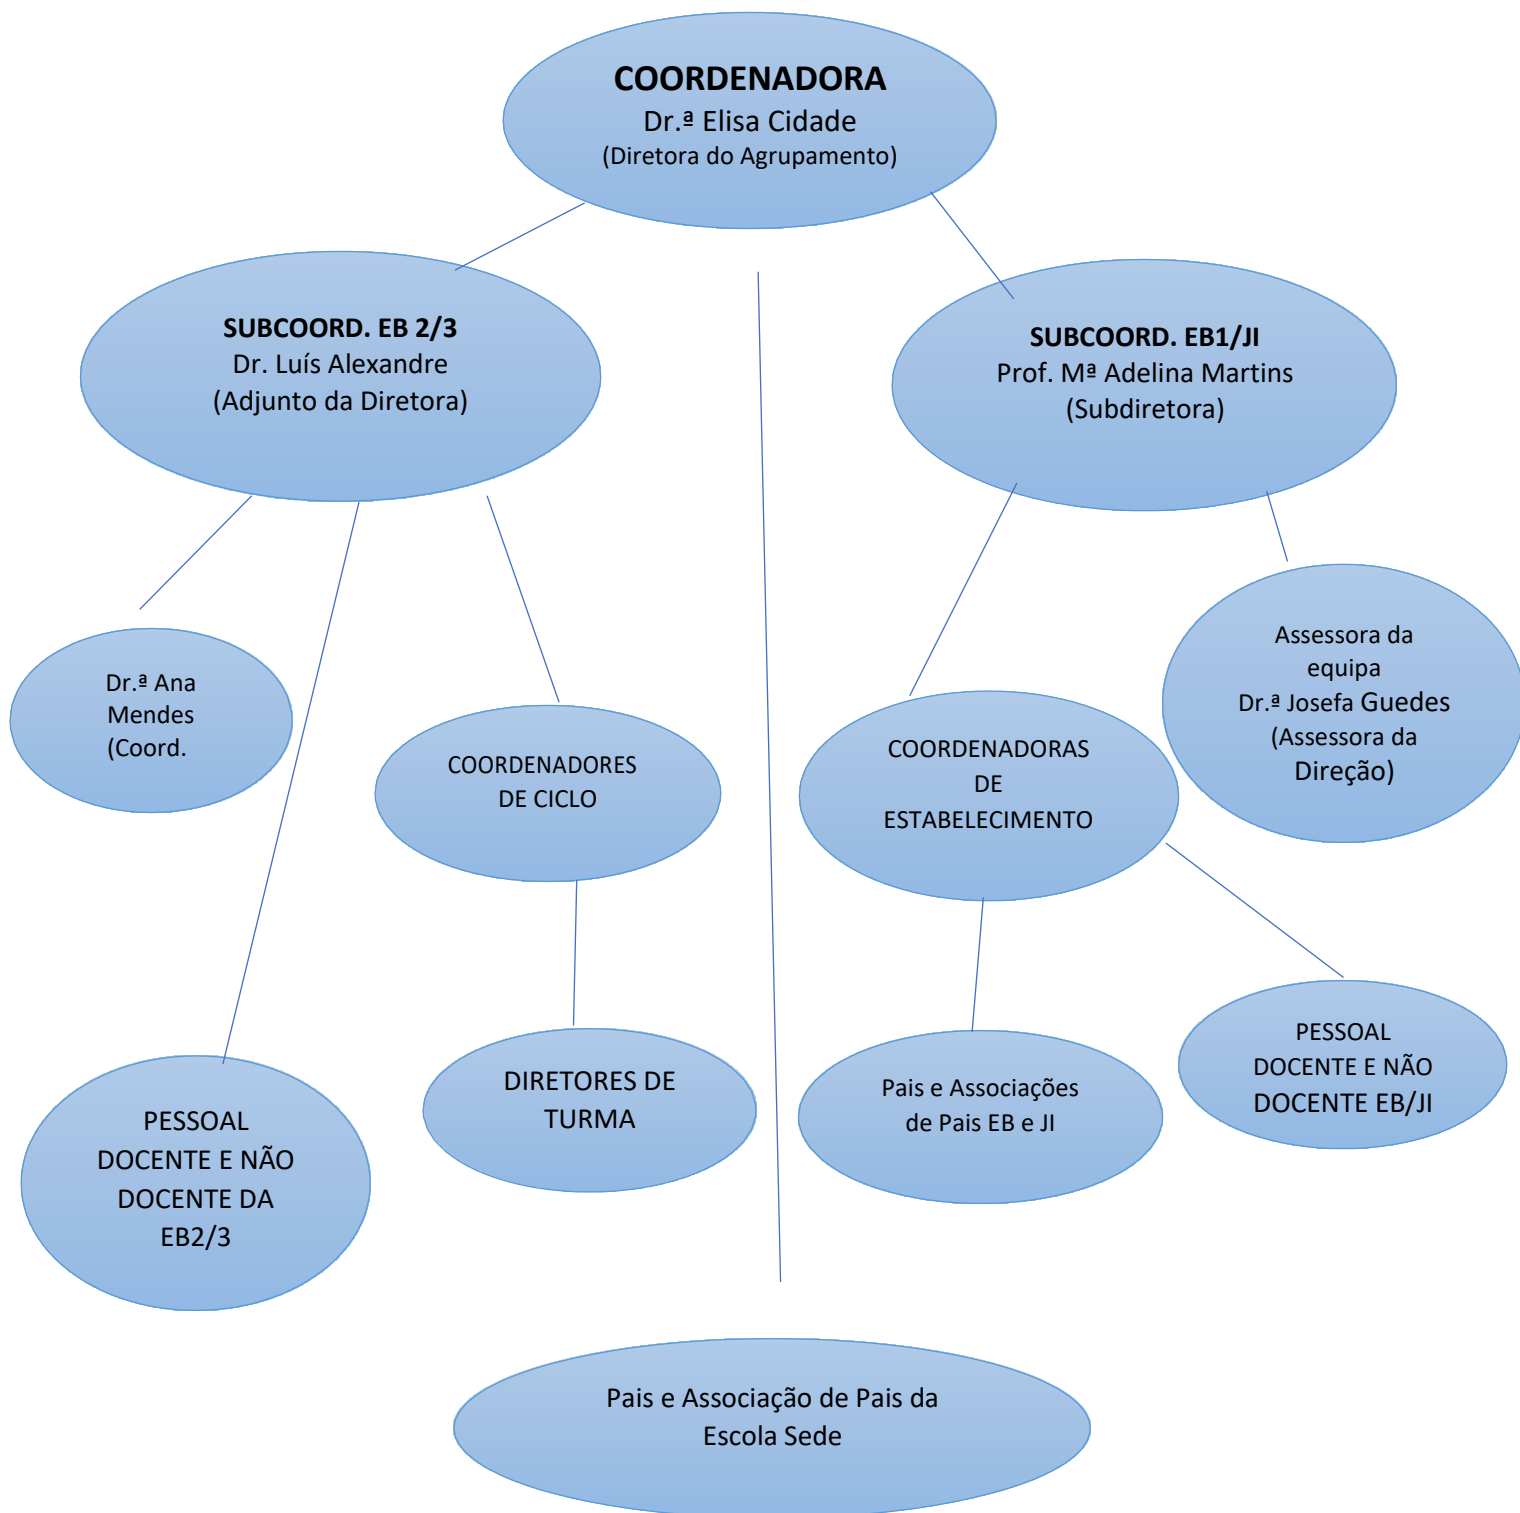 COORDENADORA
Dr.ª Elisa Cidade
(Diretora do Agrupamento)
SUBCOORD. EB 2/3
Dr. Luís Alexandre
(Adjunto da Diretora)
SUBCOORD. EB1/JI
Prof. Mª Adelina Martins
(Subdiretora)
Dr.ª Ana
Mendes
(Coord.
COORDENADORES
DE CICLO
COORDENADORAS
DE
ESTABELECIMENTO
Assessora da
equipa
Dr.ª Josefa Guedes
(Assessora da
Direção)
PESSOAL
DOCENTE E NÃO
DOCENTE DA
EB2/3
DIRETORES DE
TURMA
Pais e Associações
de Pais EB e JI
PESSOAL
DOCENTE E NÃO
DOCENTE EB/JI
Pais e Associação de Pais da
Escola Sede